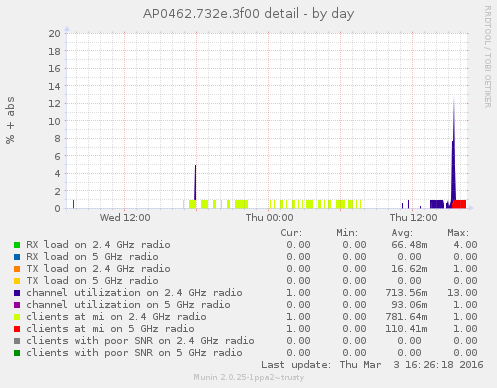 AP0462.732e.3f00 detail - by day
RRDTOOL / TOBI OETIKER
% + abs
20
18
16
14
12
10
8
6
4
2
0
Wed 12:00 Thu 00:00 Thu 12:00
Cur: Min: Avg: Max:
RX load on 2.4 GHz radio 0.00 0.00 66.48m 4.00
RX load on 5 GHz radio 0.00 0.00 0.00 0.00
TX load on 2.4 GHz radio 0.00 0.00 16.62m 1.00
TX load on 5 GHz radio 0.00 0.00 0.00 0.00
channel utilization on 2.4 GHz radio 1.00 0.00 713.56m 13.00
channel utilization on 5 GHz radio 0.00 0.00 93.06m 1.00
clients at mi on 2.4 GHz radio 1.00 0.00 781.64m 1.00
clients at mi on 5 GHz radio 1.00 0.00 110.41m 1.00
clients with poor SNR on 2.4 GHz radio 0.00 0.00 0.00 0.00
clients with poor SNR on 5 GHz radio 0.00 0.00 0.00 0.00
Last update: Thu Mar 3 16:26:18 2016
Munin 2.0.25-1ppa2~trusty